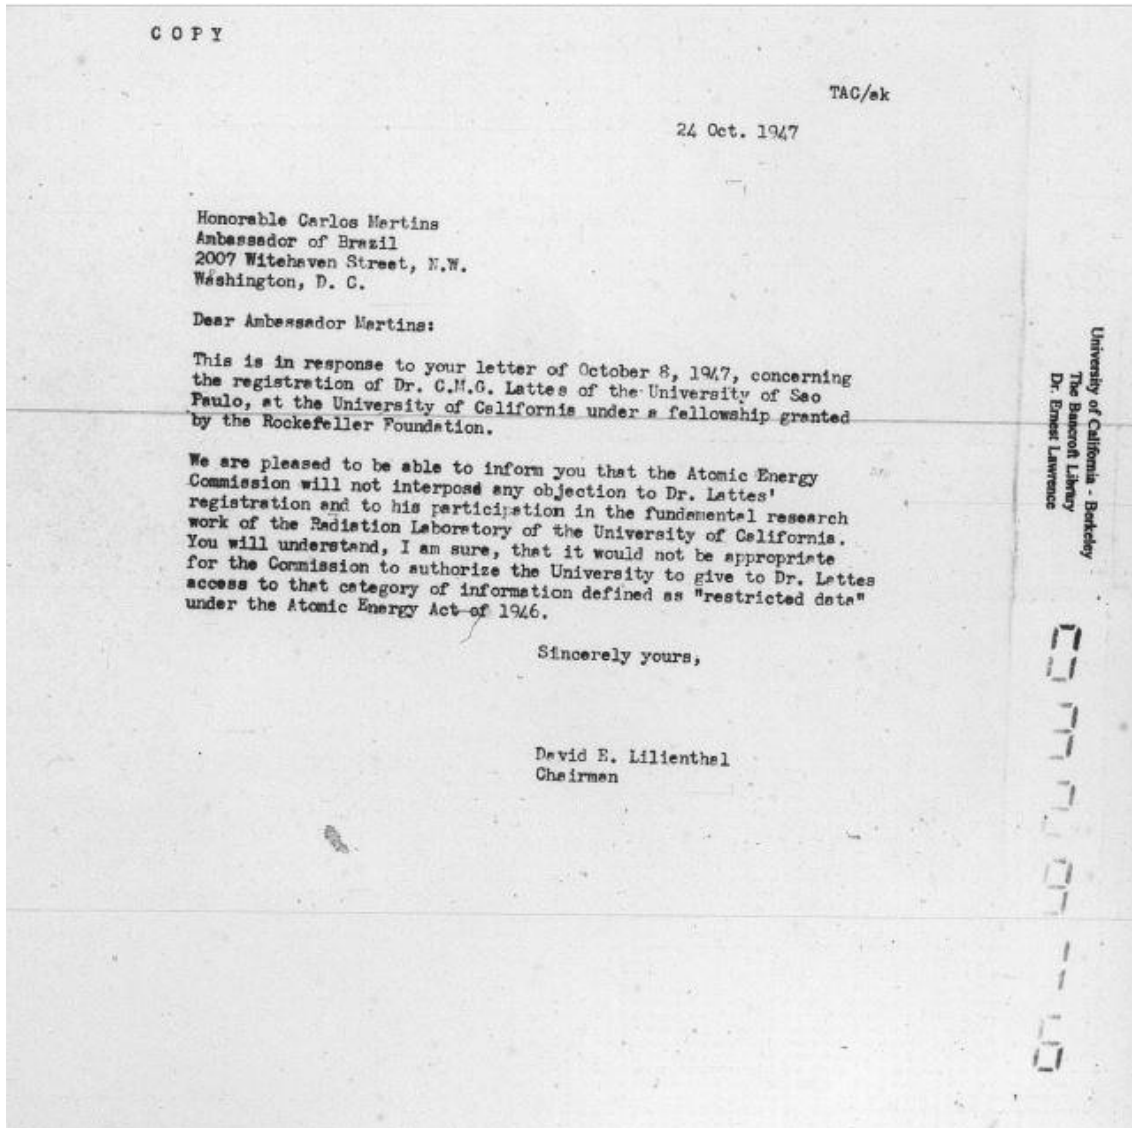 COPY
TAC/ak
24 Oct. 1947
Honorable Carlos Martins
Ambassador of Brazil
2007 Witehaven Street, N.W.
Washington, D. C.
Dear Ambassador Martins:
This is in response to your letter of October 8, 1947, concerning
the registration of Dr. C.M.G. Lattes of the University of Sao
Paulo, at the University of California under a fellowship granted
by the Rockefeller Foundation.
We are pleased to be able to inform you that the Atomic Energy
Commission will not interpose any objection to Dr. Lattes'
registration and to his participation in the fundamental research
work of the Radiation Laboratory of the University of California.
You will understand, I am sure, that it would not be appropriate
for the Commission to authorize the University to give to Dr. Lattes
access to that category of information defined as "restricted data"
under the Atomic Energy Act of 1946.
Sincerely yours,
David E. Lilienthal
Chairman
University of California - Berkeley
The Bancroft Library
Dr. Ernest Lawrence